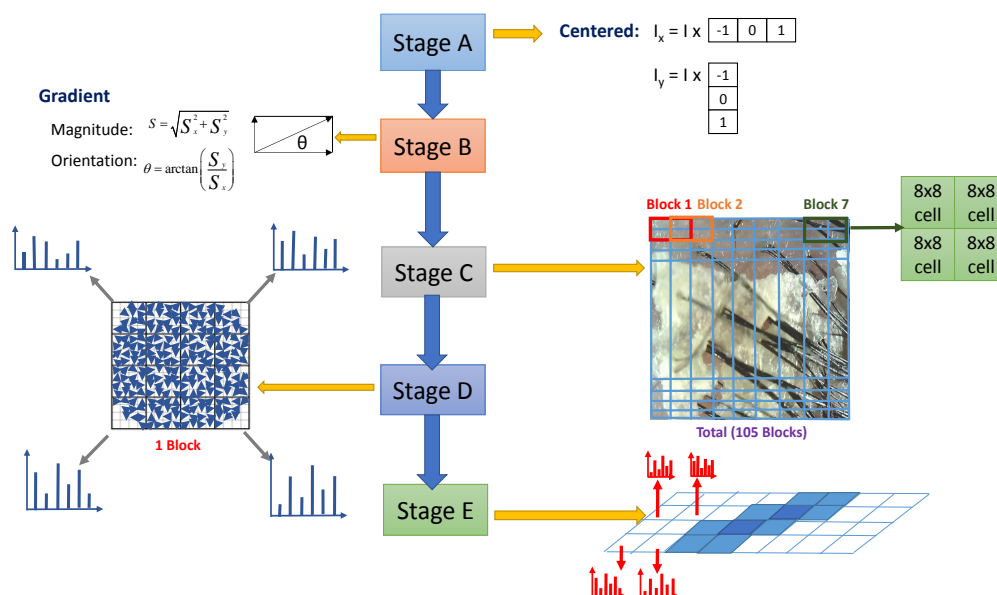 Stage A
Centered: I_x = I x -1 0 1
I_y = I x -1
0
1
Gradient
Magnitude: S = √(S_x^2 + S_y^2)
Orientation: θ = arctan(S_y/S_x)
θ
Stage B
Block 1 Block 2 Block 7
8x8 cell 8x8 cell
8x8 cell 8x8 cell
Stage C
Total (105 Blocks)
Stage D
1 Block
Stage E